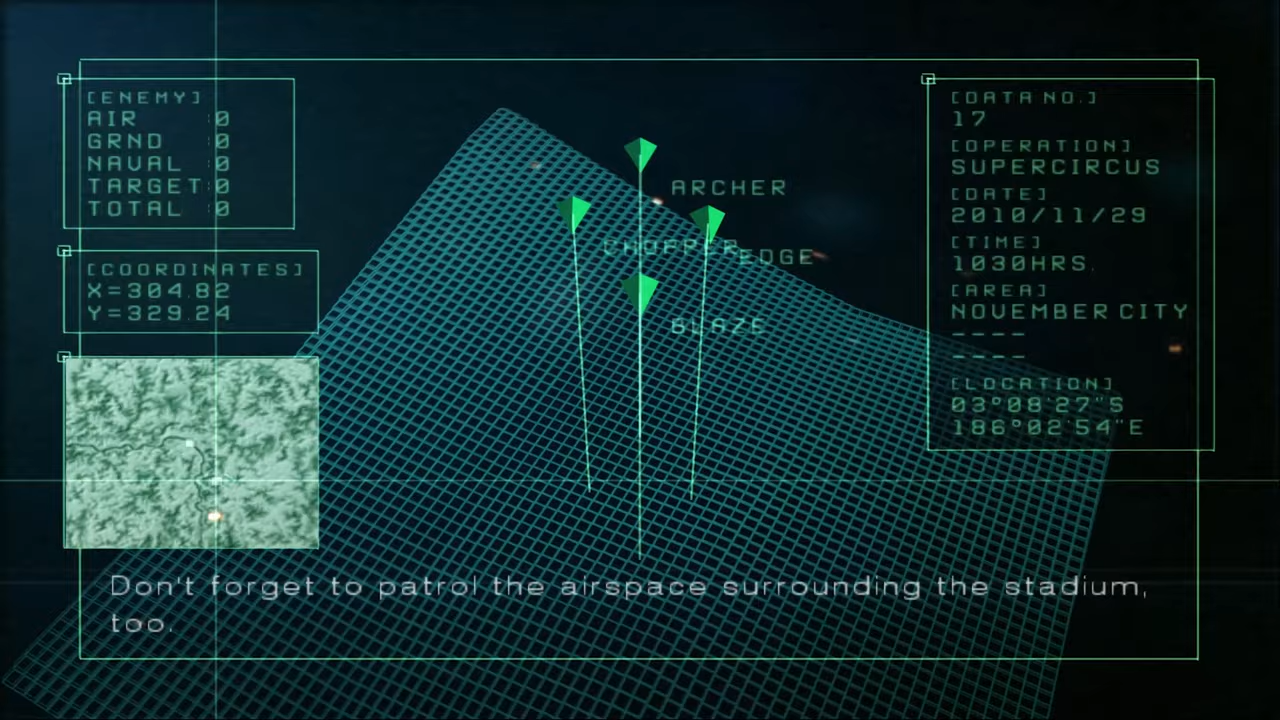 [ENEMY]
AIR :0
GRND :0
NAVAL :0
TARGET:0
TOTAL :0
[COORDINATES]
X=304.82
Y=329.24
ARCHER
CHOPPER
EDGE
BLAZE
[DATA NO.]
17
[OPERATION]
SUPERCIRCUS
[DATE]
2010/11/29
[TIME]
1030HRS.
[AREA]
NOVEMBER CITY
----
----
[LOCATION]
03°08'27"S
186°02'54"E
Don't forget to patrol the airspace surrounding the stadium,
too.